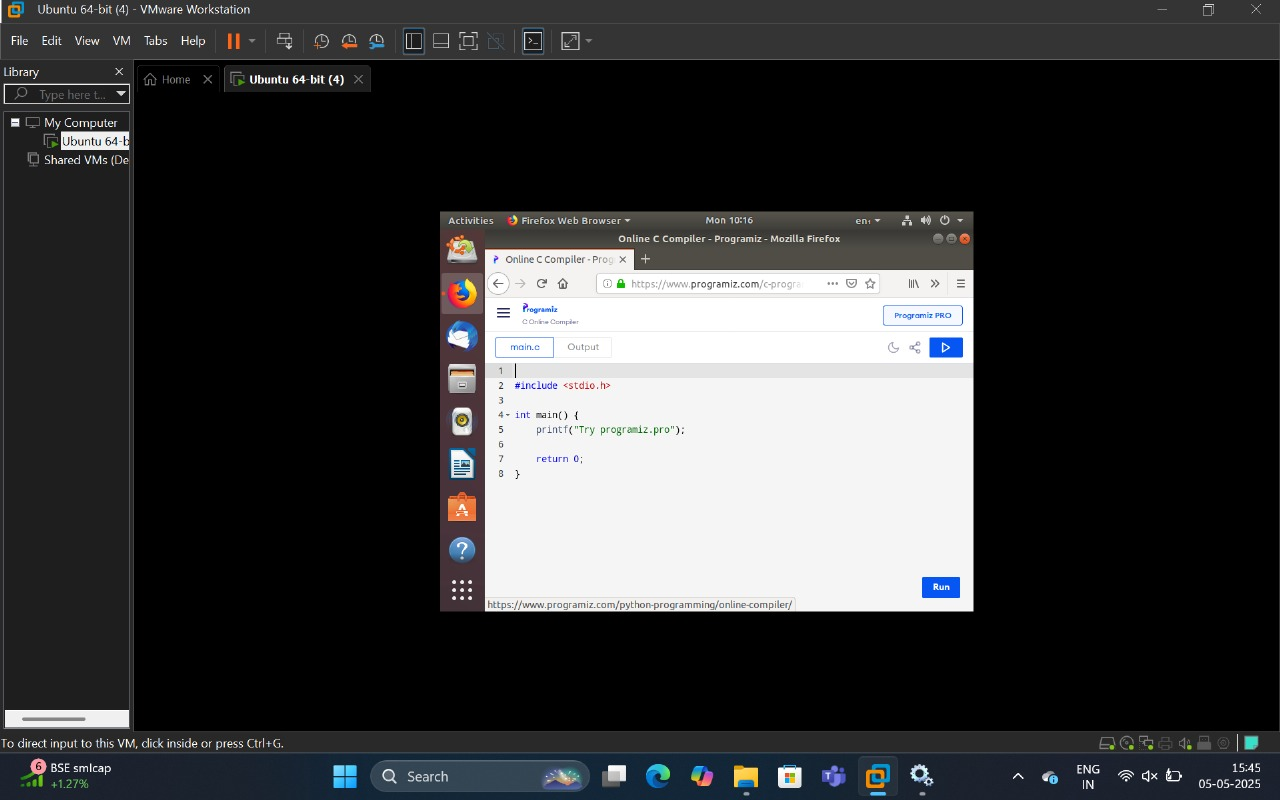 Ubuntu 64-bit (4) - VMware Workstation
File Edit View VM Tabs Help
Library
Type here t...
Home
Ubuntu 64-bit (4)
My Computer
Ubuntu 64-b
Shared VMs (De
Activities Firefox Web Browser Mon 10:16 en₁
Online C Compiler - Programiz - Mozilla Firefox
Online C Compiler - Prog
https://www.programiz.com/c-progra
Programiz
C Online Compiler
Programiz PRO
main.c Output
1
2 #include <stdio.h>
3
4 int main() {
5 printf("Try programiz.pro");
6
7 return 0;
8 }
Run
https://www.programiz.com/python-programming/online-compiler/
To direct input to this VM, click inside or press Ctrl+G.
6
BSE smlcap
+1.27%
Search
ENG
IN
15:45
05-05-2025